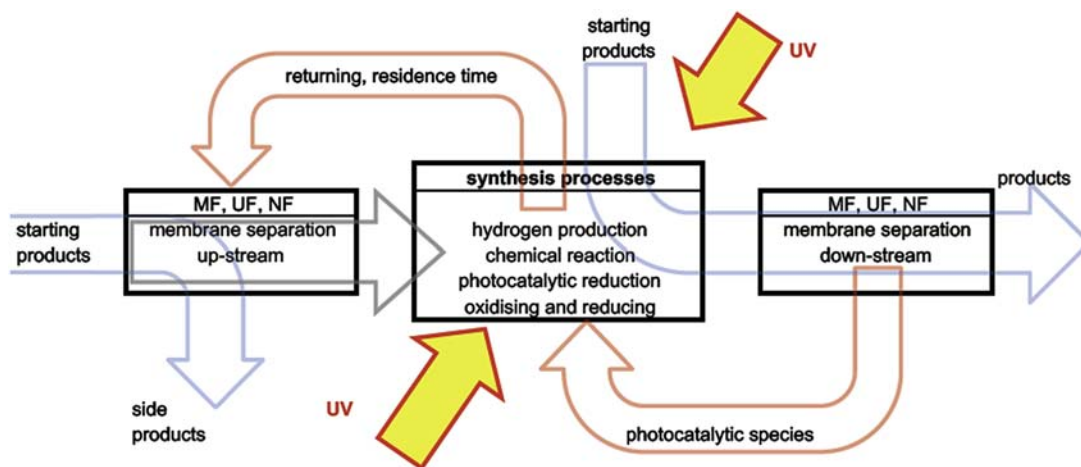 starting
products
UV
returning, residence time
synthesis processes
products
MF, UF, NF
MF, UF, NF
starting
products
membrane separation
up-stream
hydrogen production
chemical reaction
photocatalytic reduction
oxidising and reducing
membrane separation
down-stream
side
products
UV
photocatalytic species